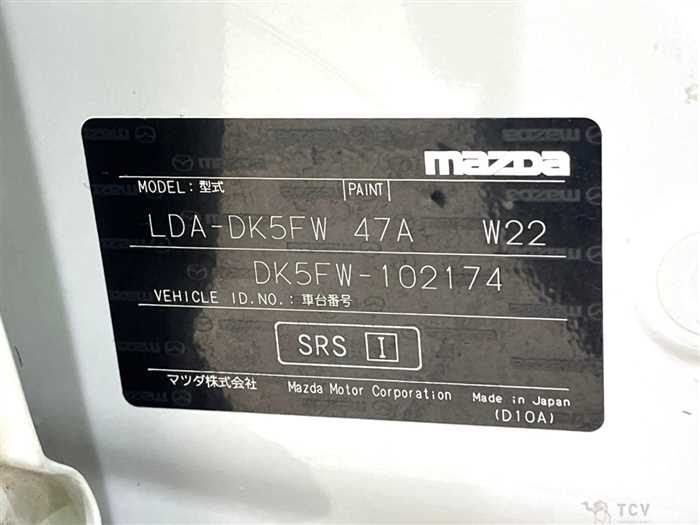 mazda
MODEL: 型式 PAINT
LDA-DK5FW 47A W22
DK5FW-102174
VEHICLE ID.NO.: 車台番号
SRS I
マツダ株式会社 Mazda Motor Corporation Made in Japan
(D10A)
TCV